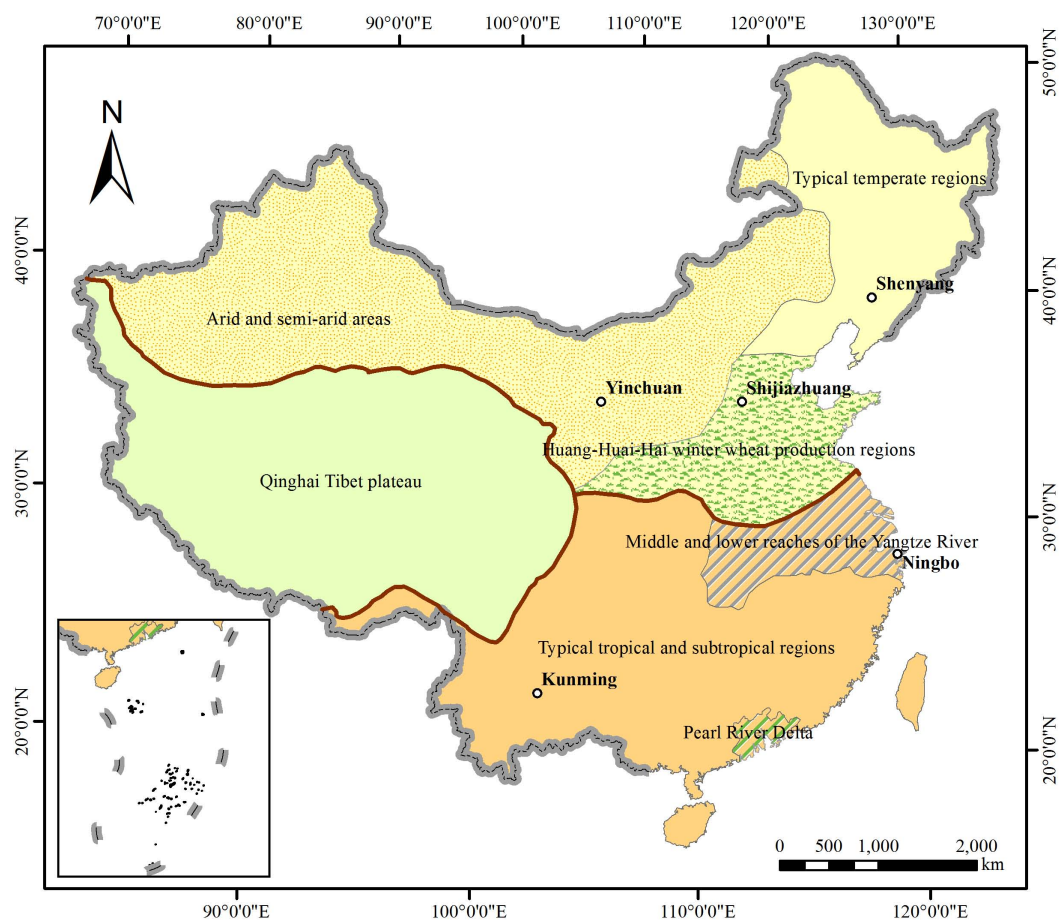 70°0'0"E 80°0'0"E 90°0'0"E 100°0'0"E 110°0'0"E 120°0'0"E 130°0'0"E
50°0'0"N
N
Typical temperate regions
40°0'0"N
40°0'0"N
Shenyang
Arid and semi-arid areas
Yinchuan
Shijiazhuang
Huang-Huai-Hai winter wheat production regions
Qinghai Tibet plateau
30°0'0"N
30°0'0"N
Middle and lower reaches of the Yangtze River
Ningbo
Typical tropical and subtropical regions
Kunming
20°0'0"N
Pearl River Delta
20°0'0"N
0 500 1,000 2,000
km
90°0'0"E 100°0'0"E 110°0'0"E 120°0'0"E